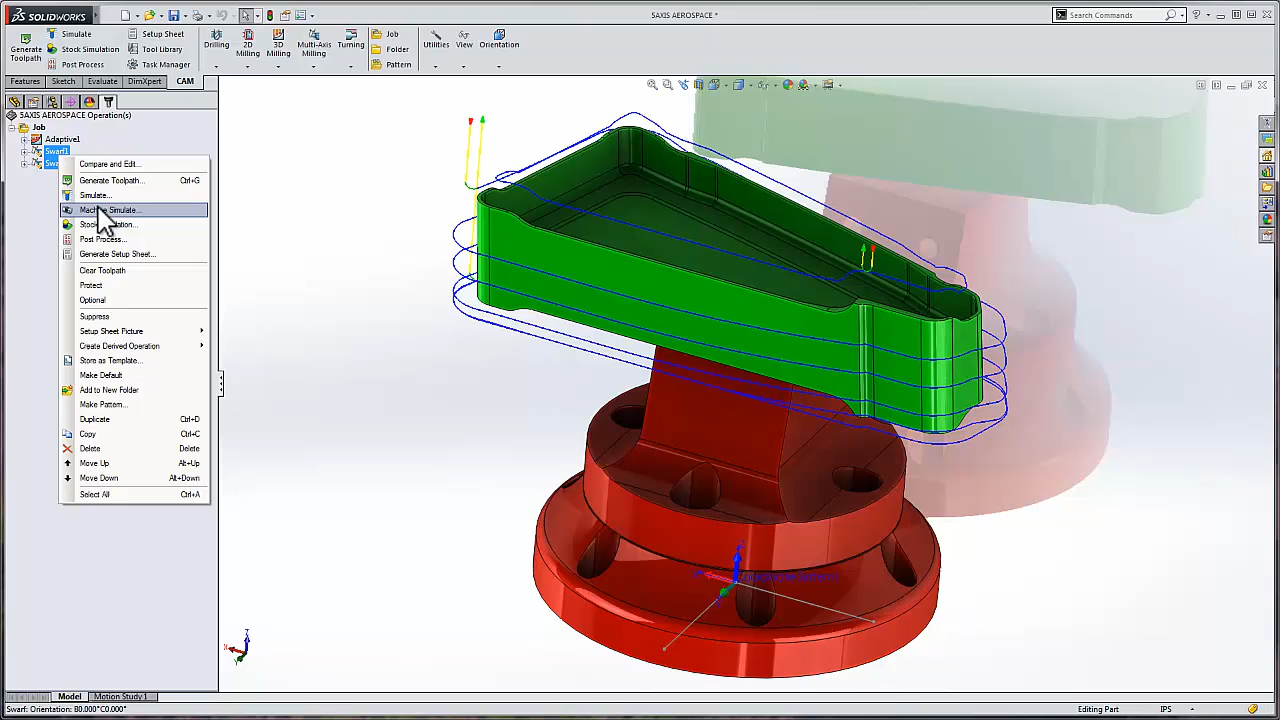 SOLIDWORKS
5AXIS AEROSPACE *
Search Commands
Generate Toolpath
Simulate
Stock Simulation
Post Process
Setup Sheet
Tool Library
Task Manager
Drilling
2D Milling
3D Milling
Multi-Axis Milling
Turning
Job
Folder
Pattern
Utilities
View
Orientation
Features
Sketch
Evaluate
DimXpert
CAM
5AXIS AEROSPACE Operation(s)
Job
Adaptive1
Swarf1
Swa
Compare and Edit...
Generate Toolpath... Ctrl+G
Simulate...
Machine Simulate...
Post Process...
Generate Setup Sheet...
Clear Toolpath
Protect
Optional
Suppress
Setup Sheet Picture
Create Derived Operation
Store as Template...
Make Default
Add to New Folder
Make Pattern...
Duplicate Ctrl+D
Copy Ctrl+C
Delete
Move Up Alt+Up
Move Down Alt+Down
Select All Ctrl+A
Model
Motion Study 1
Swarf: Orientation: B0.000° C0.000°
Editing Part
IPS